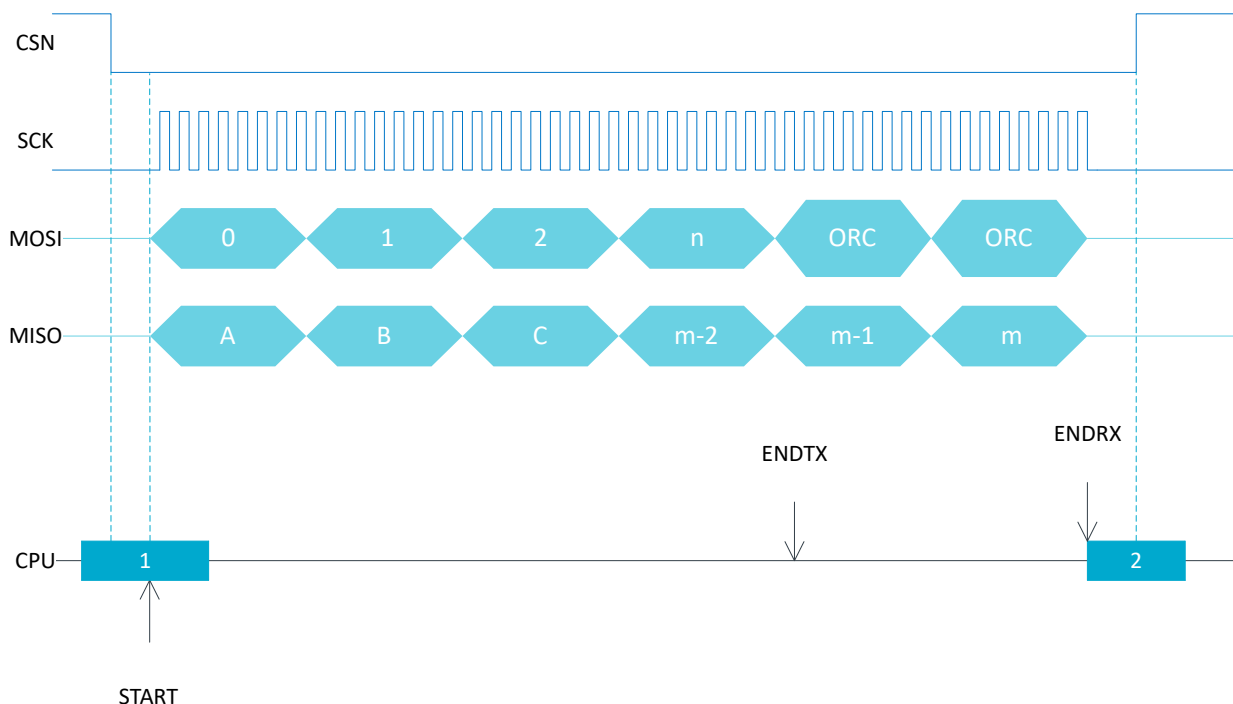 CSN
SCK
MOSI 0 1 2 n ORC ORC
MISO A B C m-2 m-1 m
ENDRX
ENDTX
CPU 1 2
START